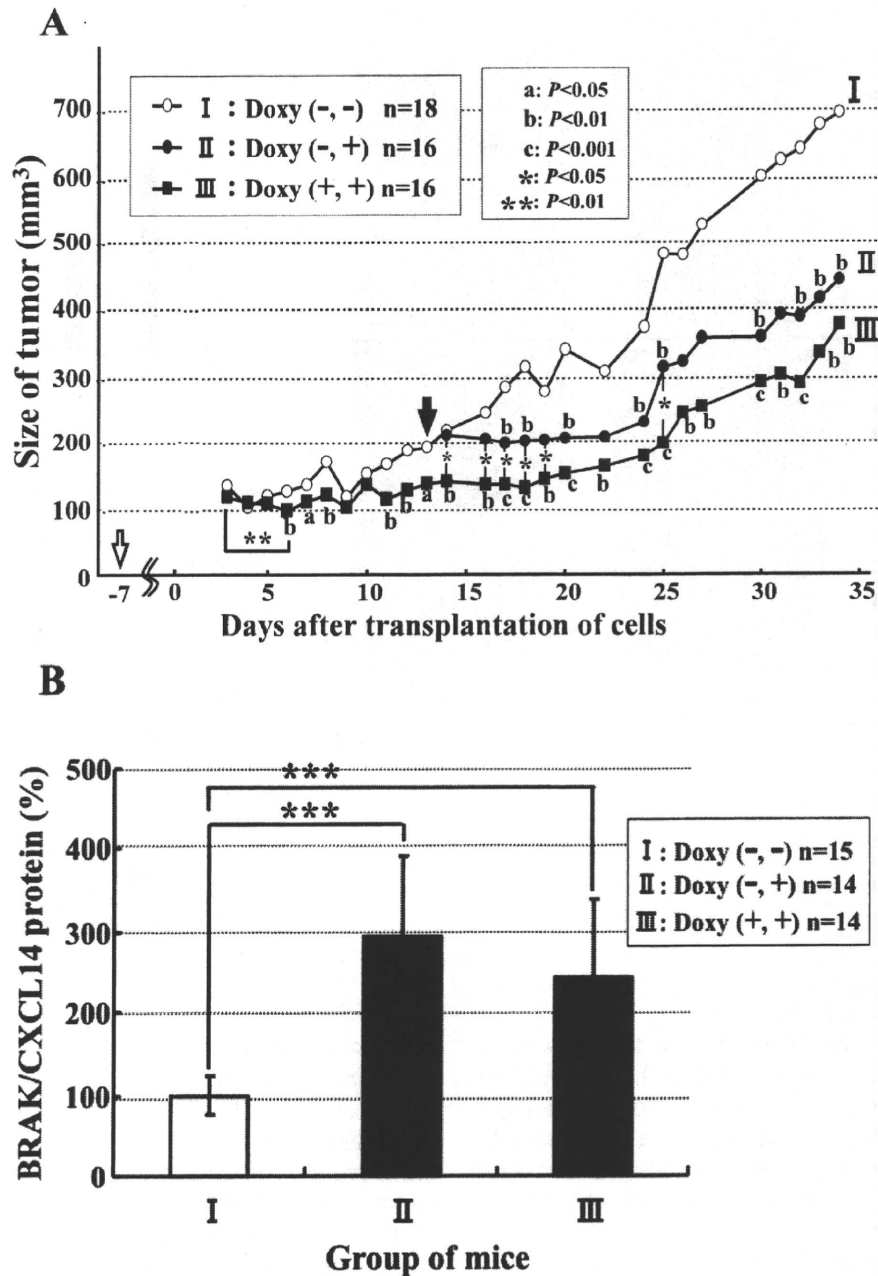 A
Size of tumor (mm³)
700
600
500
400
300
200
100
0
I : Doxy (-, -) n=18
II : Doxy (-, +) n=16
III : Doxy (+, +) n=16
a: P<0.05
b: P<0.01
c: P<0.001
*: P<0.05
**: P<0.01
I
II
III
b b b b b b b b b b
b b b b b b
* * * * * *
** b a b b b a b b c c b c b c c b b c b c b b
-7 0 5 10 15 20 25 30 35
Days after transplantation of cells
B
BRAK/CXCL14 protein (%)
500
400
300
200
100
0
***
***
I : Doxy (-, -) n=15
II : Doxy (-, +) n=14
III : Doxy (+, +) n=14
I II III
Group of mice